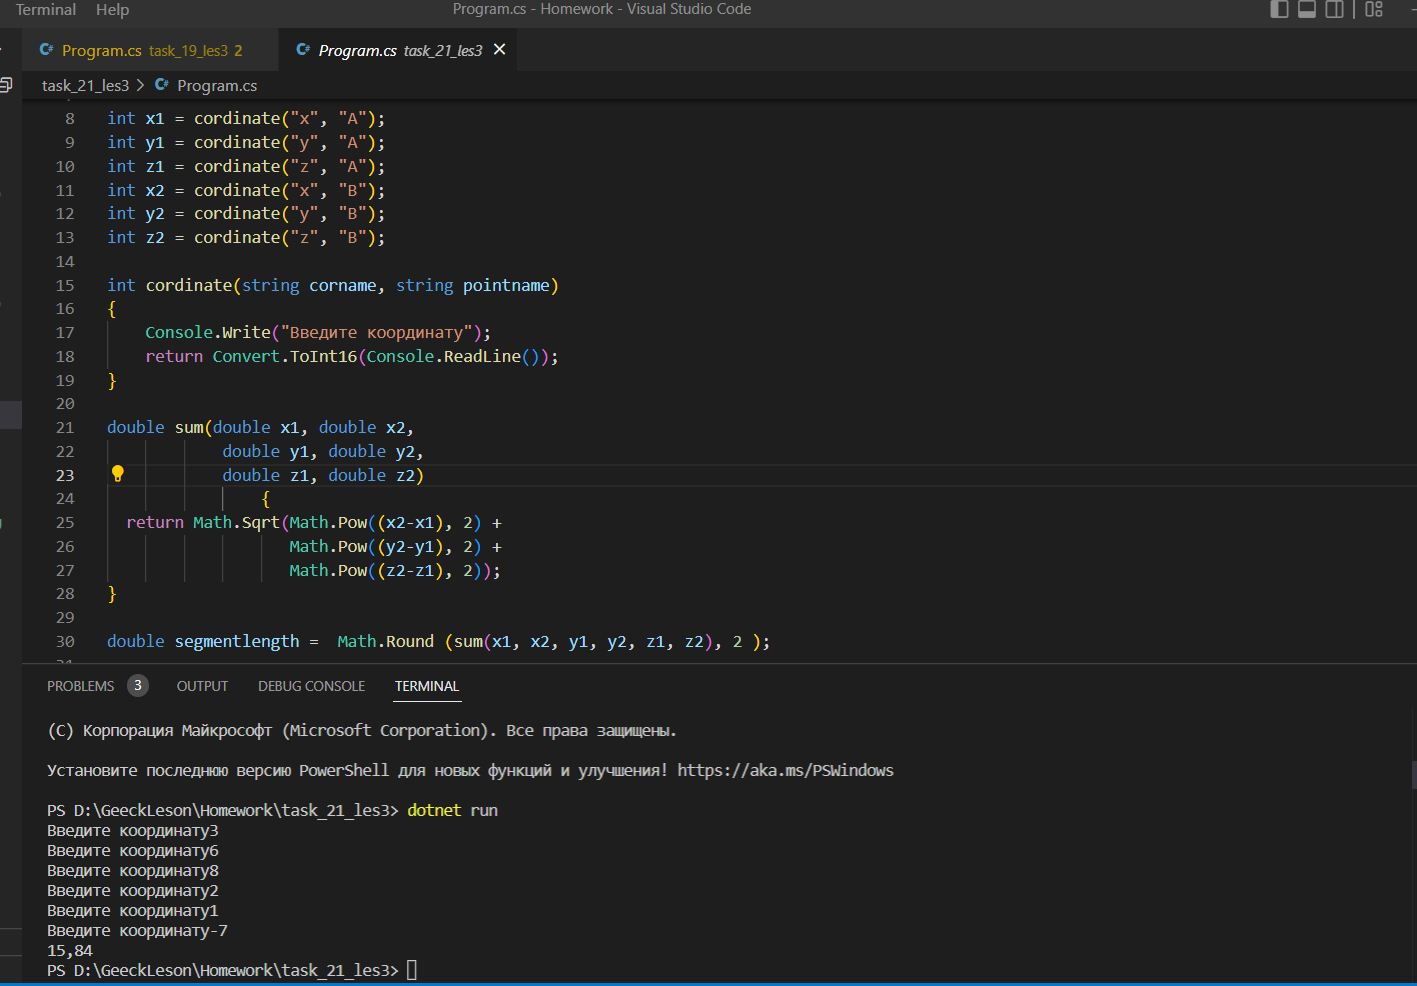 Terminal Help Program.cs - Homework - Visual Studio Code
Program.cs task_19_les3 2 Program.cs task_21_les3
task_21_les3 > Program.cs
8 int x1 = cordinate("x", "A");
9 int y1 = cordinate("y", "A");
10 int z1 = cordinate("z", "A");
11 int x2 = cordinate("x", "B");
12 int y2 = cordinate("y", "B");
13 int z2 = cordinate("z", "B");
14
15 int cordinate(string corname, string pointname)
16 {
17 Console.Write("Введите координату");
18 return Convert.ToInt16(Console.ReadLine());
19 }
20
21 double sum(double x1, double x2,
22 double y1, double y2,
23 double z1, double z2)
24 {
25 return Math.Sqrt(Math.Pow((x2-x1), 2) +
26 Math.Pow((y2-y1), 2) +
27 Math.Pow((z2-z1), 2));
28 }
29
30 double segmentlength = Math.Round (sum(x1, x2, y1, y2, z1, z2), 2 );
PROBLEMS 3 OUTPUT DEBUG CONSOLE TERMINAL
(C) Корпорация Майкрософт (Microsoft Corporation). Все права защищены.
Установите последнюю версию PowerShell для новых функций и улучшения! https://aka.ms/PSWindows
PS D:\GeeckLeson\Homework\task_21_les3> dotnet run
Введите координату3
Введите координату6
Введите координату8
Введите координату2
Введите координату1
Введите координату-7
15,84
PS D:\GeeckLeson\Homework\task_21_les3>